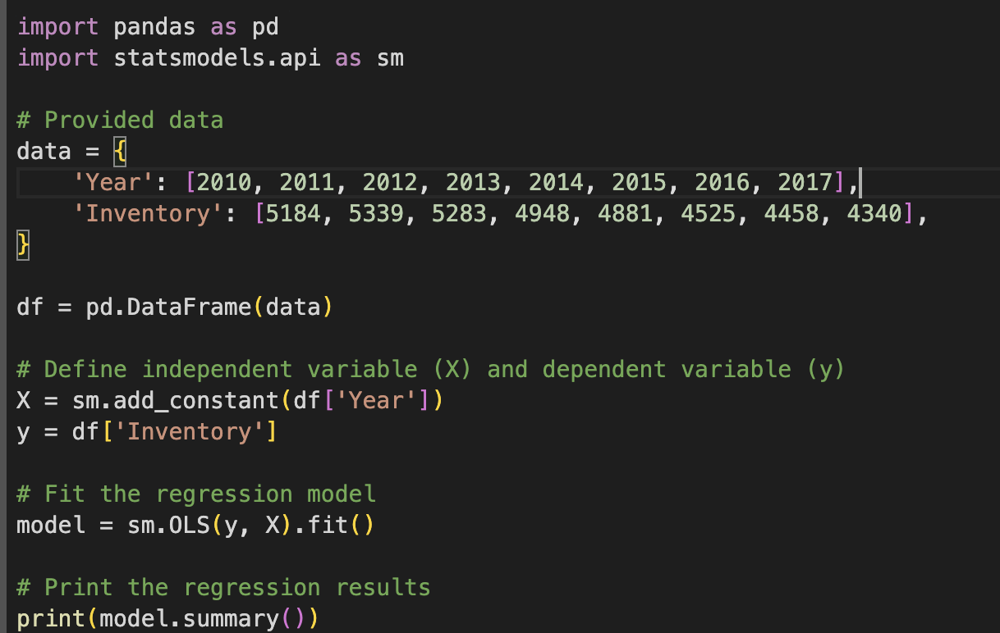 import pandas as pd
import statsmodels.api as sm
# Provided data
data = {
    'Year': [2010, 2011, 2012, 2013, 2014, 2015, 2016, 2017],
    'Inventory': [5184, 5339, 5283, 4948, 4881, 4525, 4458, 4340],
}
df = pd.DataFrame(data)
# Define independent variable (X) and dependent variable (y)
X = sm.add_constant(df['Year'])
y = df['Inventory']
# Fit the regression model
model = sm.OLS(y, X).fit()
# Print the regression results
print(model.summary())